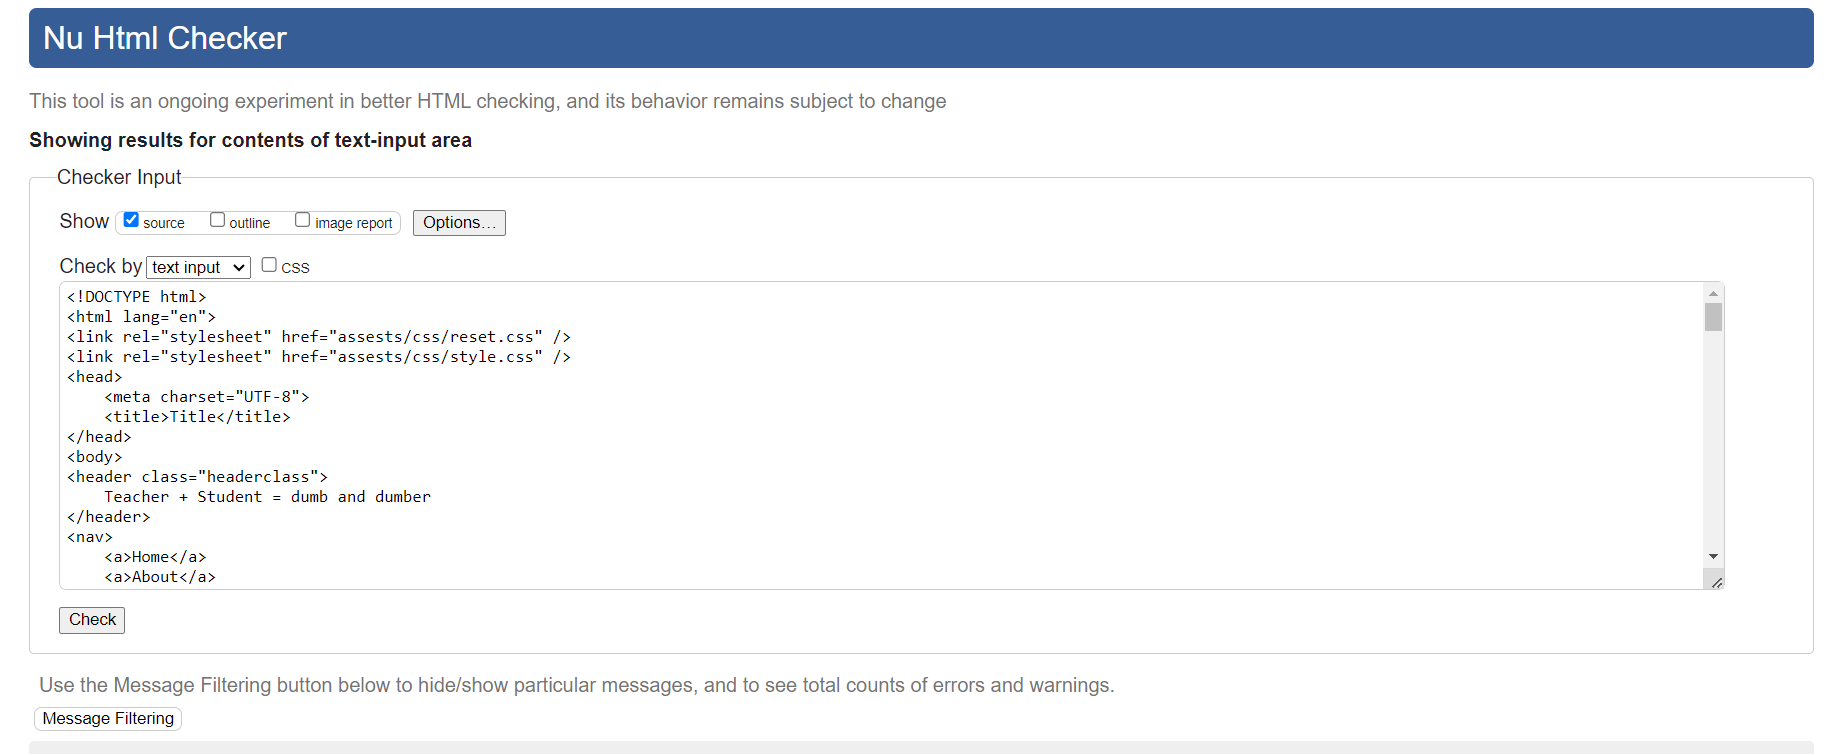 Nu Html Checker
This tool is an ongoing experiment in better HTML checking, and its behavior remains subject to change
Showing results for contents of text-input area
Checker Input
Show source outline image report Options...
Check by text input CSS
<!DOCTYPE html>
<html lang="en">
<link rel="stylesheet" href="assests/css/reset.css" />
<link rel="stylesheet" href="assests/css/style.css" />
<head>
    <meta charset="UTF-8">
    <title>Title</title>
</head>
<body>
<header class="headerclass">
    Teacher + Student = dumb and dumber
</header>
<nav>
    <a>Home</a>
    <a>About</a>
Check
Use the Message Filtering button below to hide/show particular messages, and to see total counts of errors and warnings.
Message Filtering